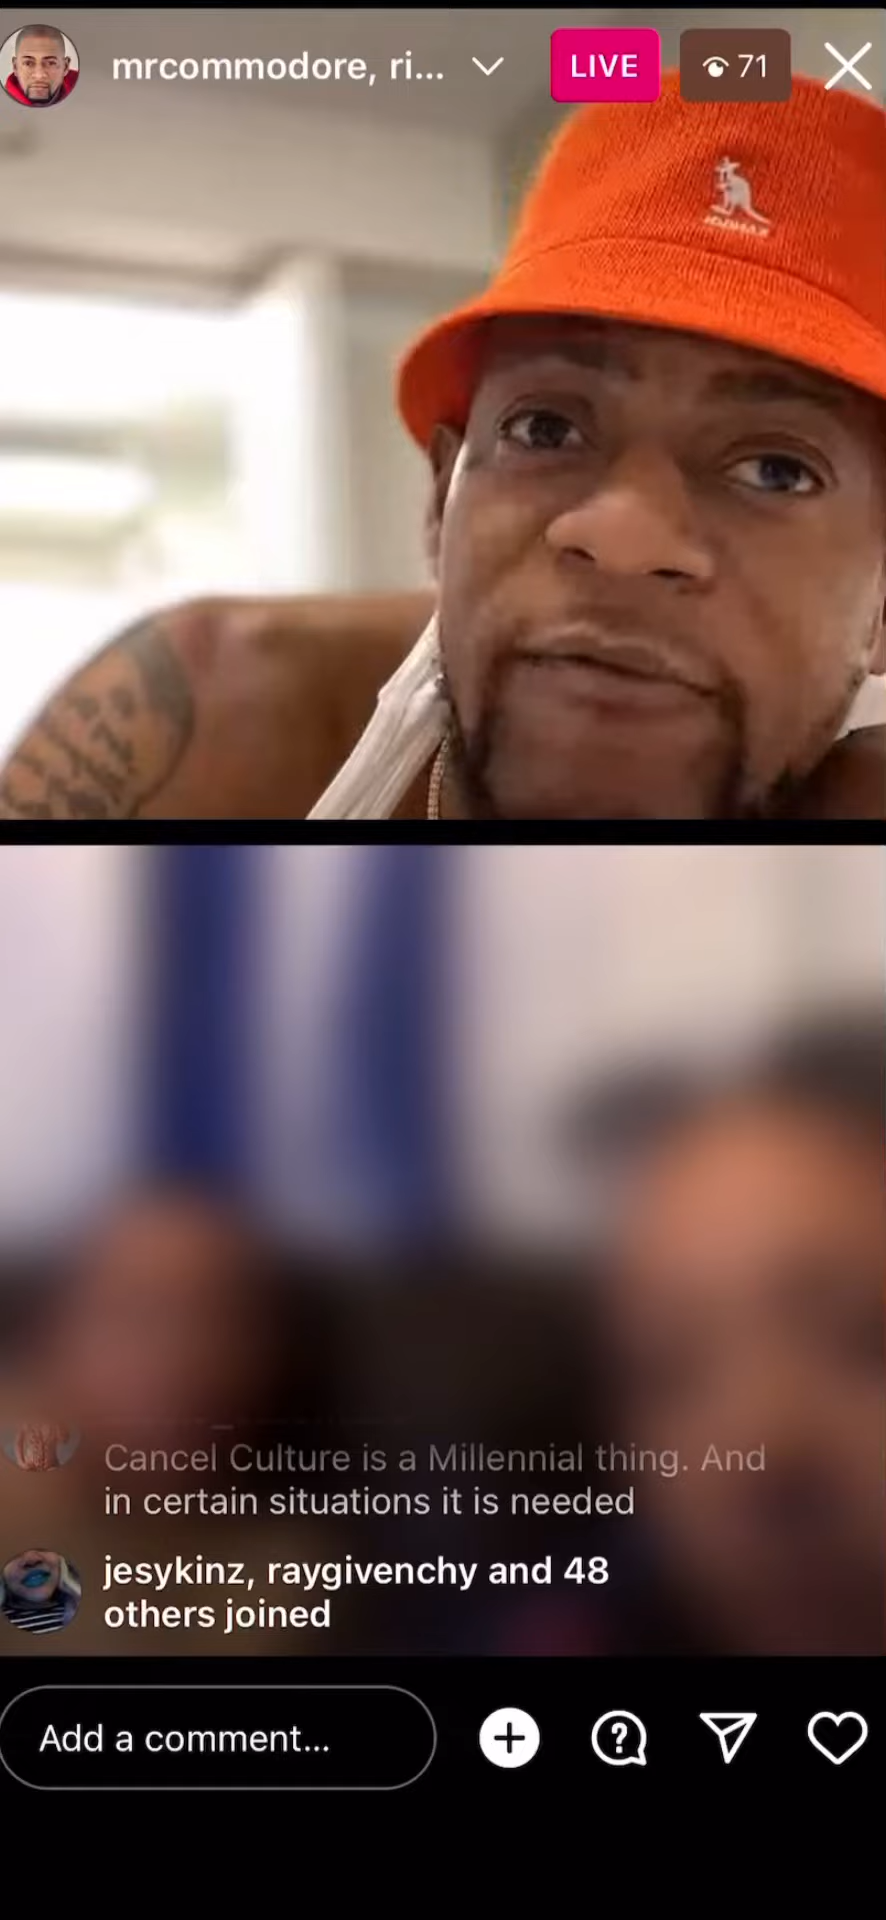 mrcommodore, ri...
LIVE
71
Cancel Culture is a Millennial thing. And
in certain situations it is needed
jesykinz, raygivenchy and 48
others joined
Add a comment...